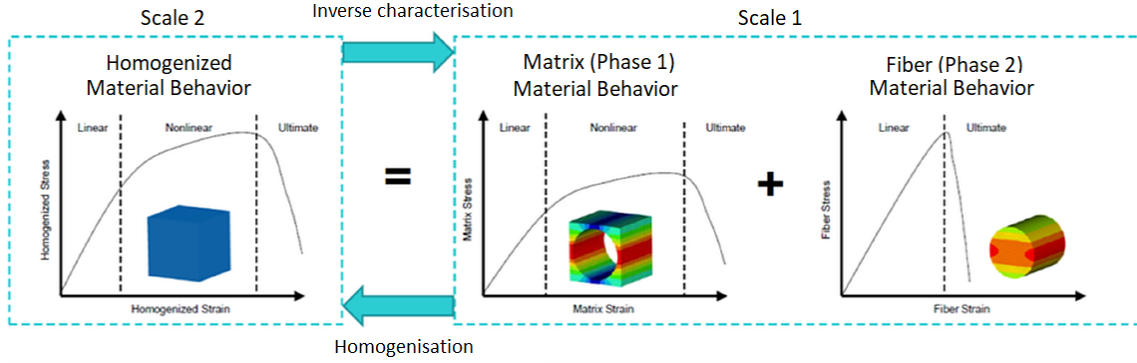 Scale 2
Inverse characterisation
Scale 1
Homogenized
Material Behavior
Linear
Nonlinear
Ultimate
Homogenized Stress
Homogenized Strain
=
Matrix (Phase 1)
Material Behavior
Linear
Nonlinear
Ultimate
Matrix Stress
Matrix Strain
+
Fiber (Phase 2)
Material Behavior
Linear
Ultimate
Fiber Stress
Fiber Strain
Homogenisation